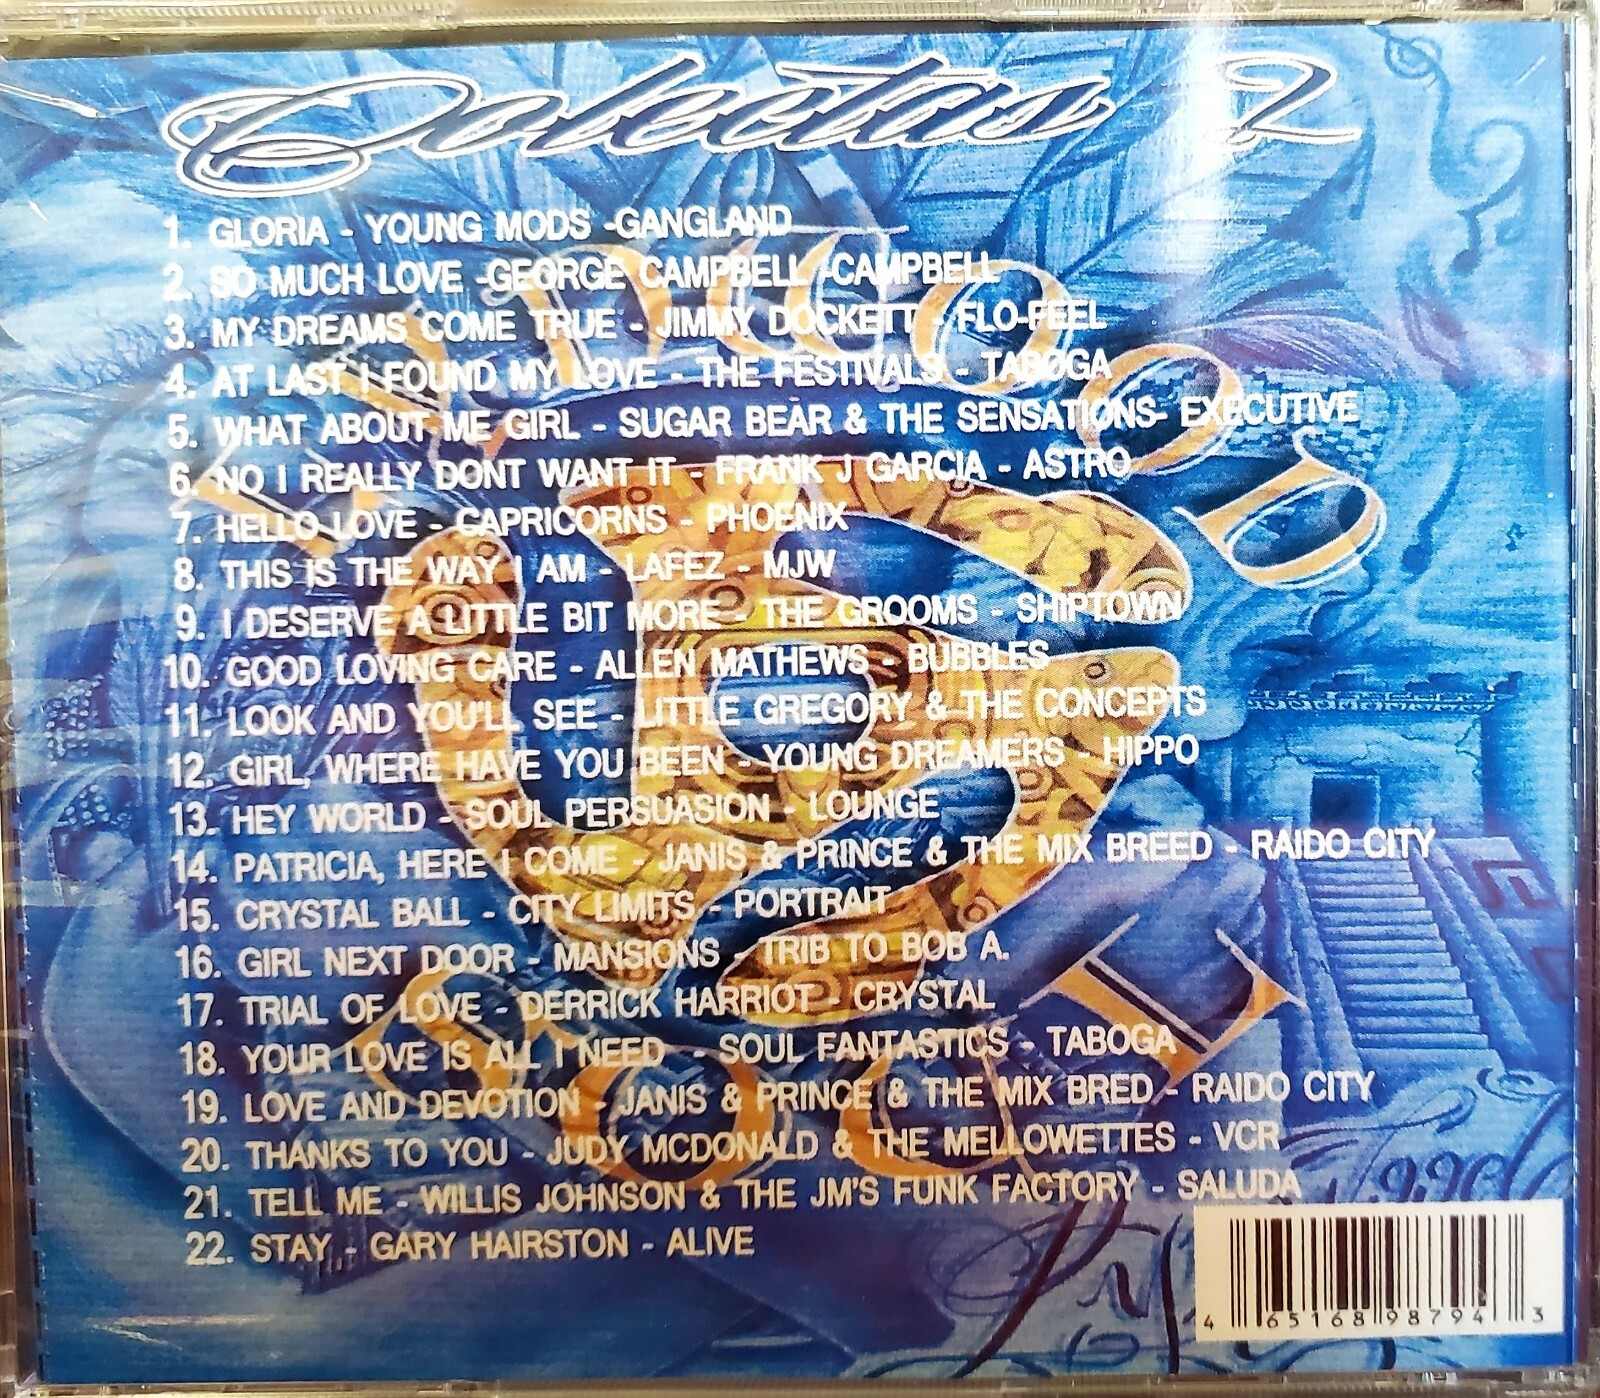 Colectus 2
1. GLORIA - YOUNG MODS -GANGLAND
2. SO MUCH LOVE -GEORGE CAMPBELL -CAMPBELL
3. MY DREAMS COME TRUE - JIMMY DOCKETT - FLO-FEEL
4. AT LAST I FOUND MY LOVE - THE FESTIVALS - TABOGA
5. WHAT ABOUT ME GIRL - SUGAR BEAR & THE SENSATIONS- EXECUTIVE
6. NO I REALLY DONT WANT IT - FRANK J GARCIA - ASTRO
7. HELLO LOVE - CAPRICORNS - PHOENIX
8. THIS IS THE WAY I AM - LAFEZ - MJW
9. I DESERVE A LITTLE BIT MORE - THE GROOMS - SHIPTOWN
10. GOOD LOVING CARE - ALLEN MATHEWS - BUBBLES
11. LOOK AND YOU'LL SEE - LITTLE GREGORY & THE CONCEPTS
12. GIRL, WHERE HAVE YOU BEEN - YOUNG DREAMERS - HIPPO
13. HEY WORLD - SOUL PERSUASION - LOUNGE
14. PATRICIA, HERE I COME - JANIS & PRINCE & THE MIX BREED - RAIDO CITY
15. CRYSTAL BALL - CITY LIMITS - PORTRAIT
16. GIRL NEXT DOOR - MANSIONS - TRIB TO BOB A.
17. TRIAL OF LOVE - DERRICK HARRIOT - CRYSTAL
18. YOUR LOVE IS ALL I NEED - SOUL FANTASTICS - TABOGA
19. LOVE AND DEVOTION - JANIS & PRINCE & THE MIX BRED - RAIDO CITY
20. THANKS TO YOU - JUDY MCDONALD & THE MELLOWETTES - VCR
21. TELL ME - WILLIS JOHNSON & THE JM'S FUNK FACTORY - SALUDA
22. STAY - GARY HAIRSTON - ALIVE
SOUL
4 65168 98794 3